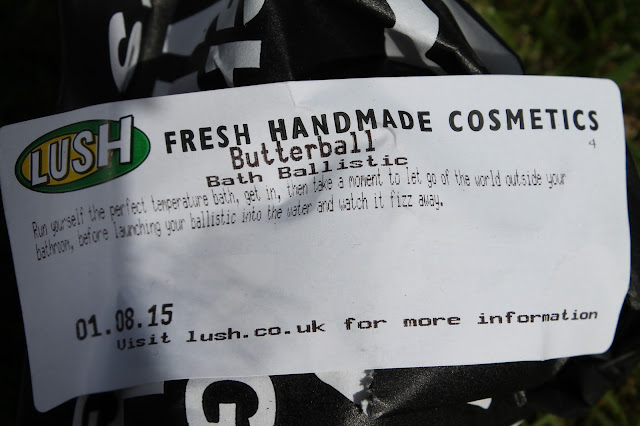 LUSH FRESH HANDMADE COSMETICS
4
Butterball
Bath Ballistic
Run yourself the perfect temperature bath, get in, then take a moment to let go of the world outside your
bathroom, before launching your ballistic into the water and watch it fizz away.
01.08.15
Visit lush.co.uk for more information